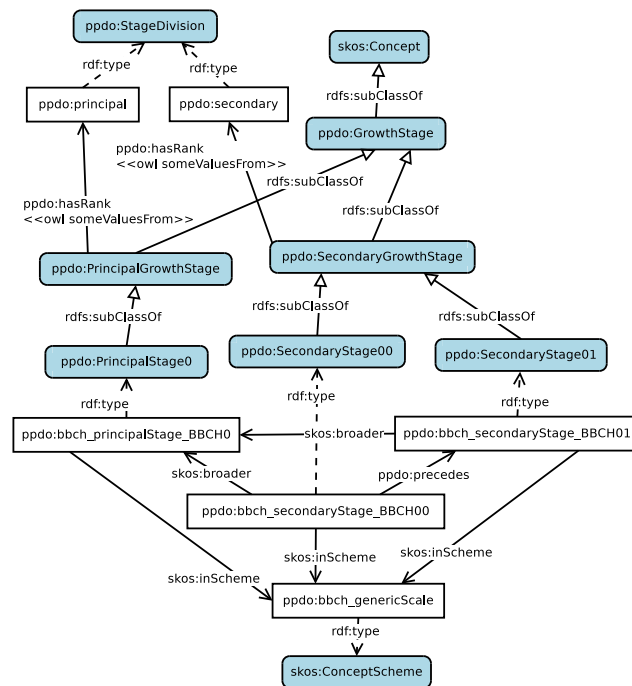 ppdo:StageDivision
skos:Concept
rdf:type
rdf:type
rdfs:subClassOf
ppdo:principal
ppdo:secondary
ppdo:GrowthStage
ppdo:hasRank
<<owl someValuesFrom>>
rdfs:subClassOf
ppdo:hasRank
<<owl someValuesFrom>>
rdfs:subClassOf
ppdo:PrincipalGrowthStage
ppdo:SecondaryGrowthStage
rdfs:subClassOf
rdfs:subClassOf
rdfs:subClassOf
ppdo:PrincipalStage0
ppdo:SecondaryStage00
ppdo:SecondaryStage01
rdf:type
rdf:type
rdf:type
ppdo:bbch_principalStage_BBCH0
skos:broader
ppdo:bbch_secondaryStage_BBCH01
skos:broader
ppdo:precedes
ppdo:bbch_secondaryStage_BBCH00
skos:inScheme
skos:inScheme
skos:inScheme
ppdo:bbch_genericScale
rdf:type
skos:ConceptScheme